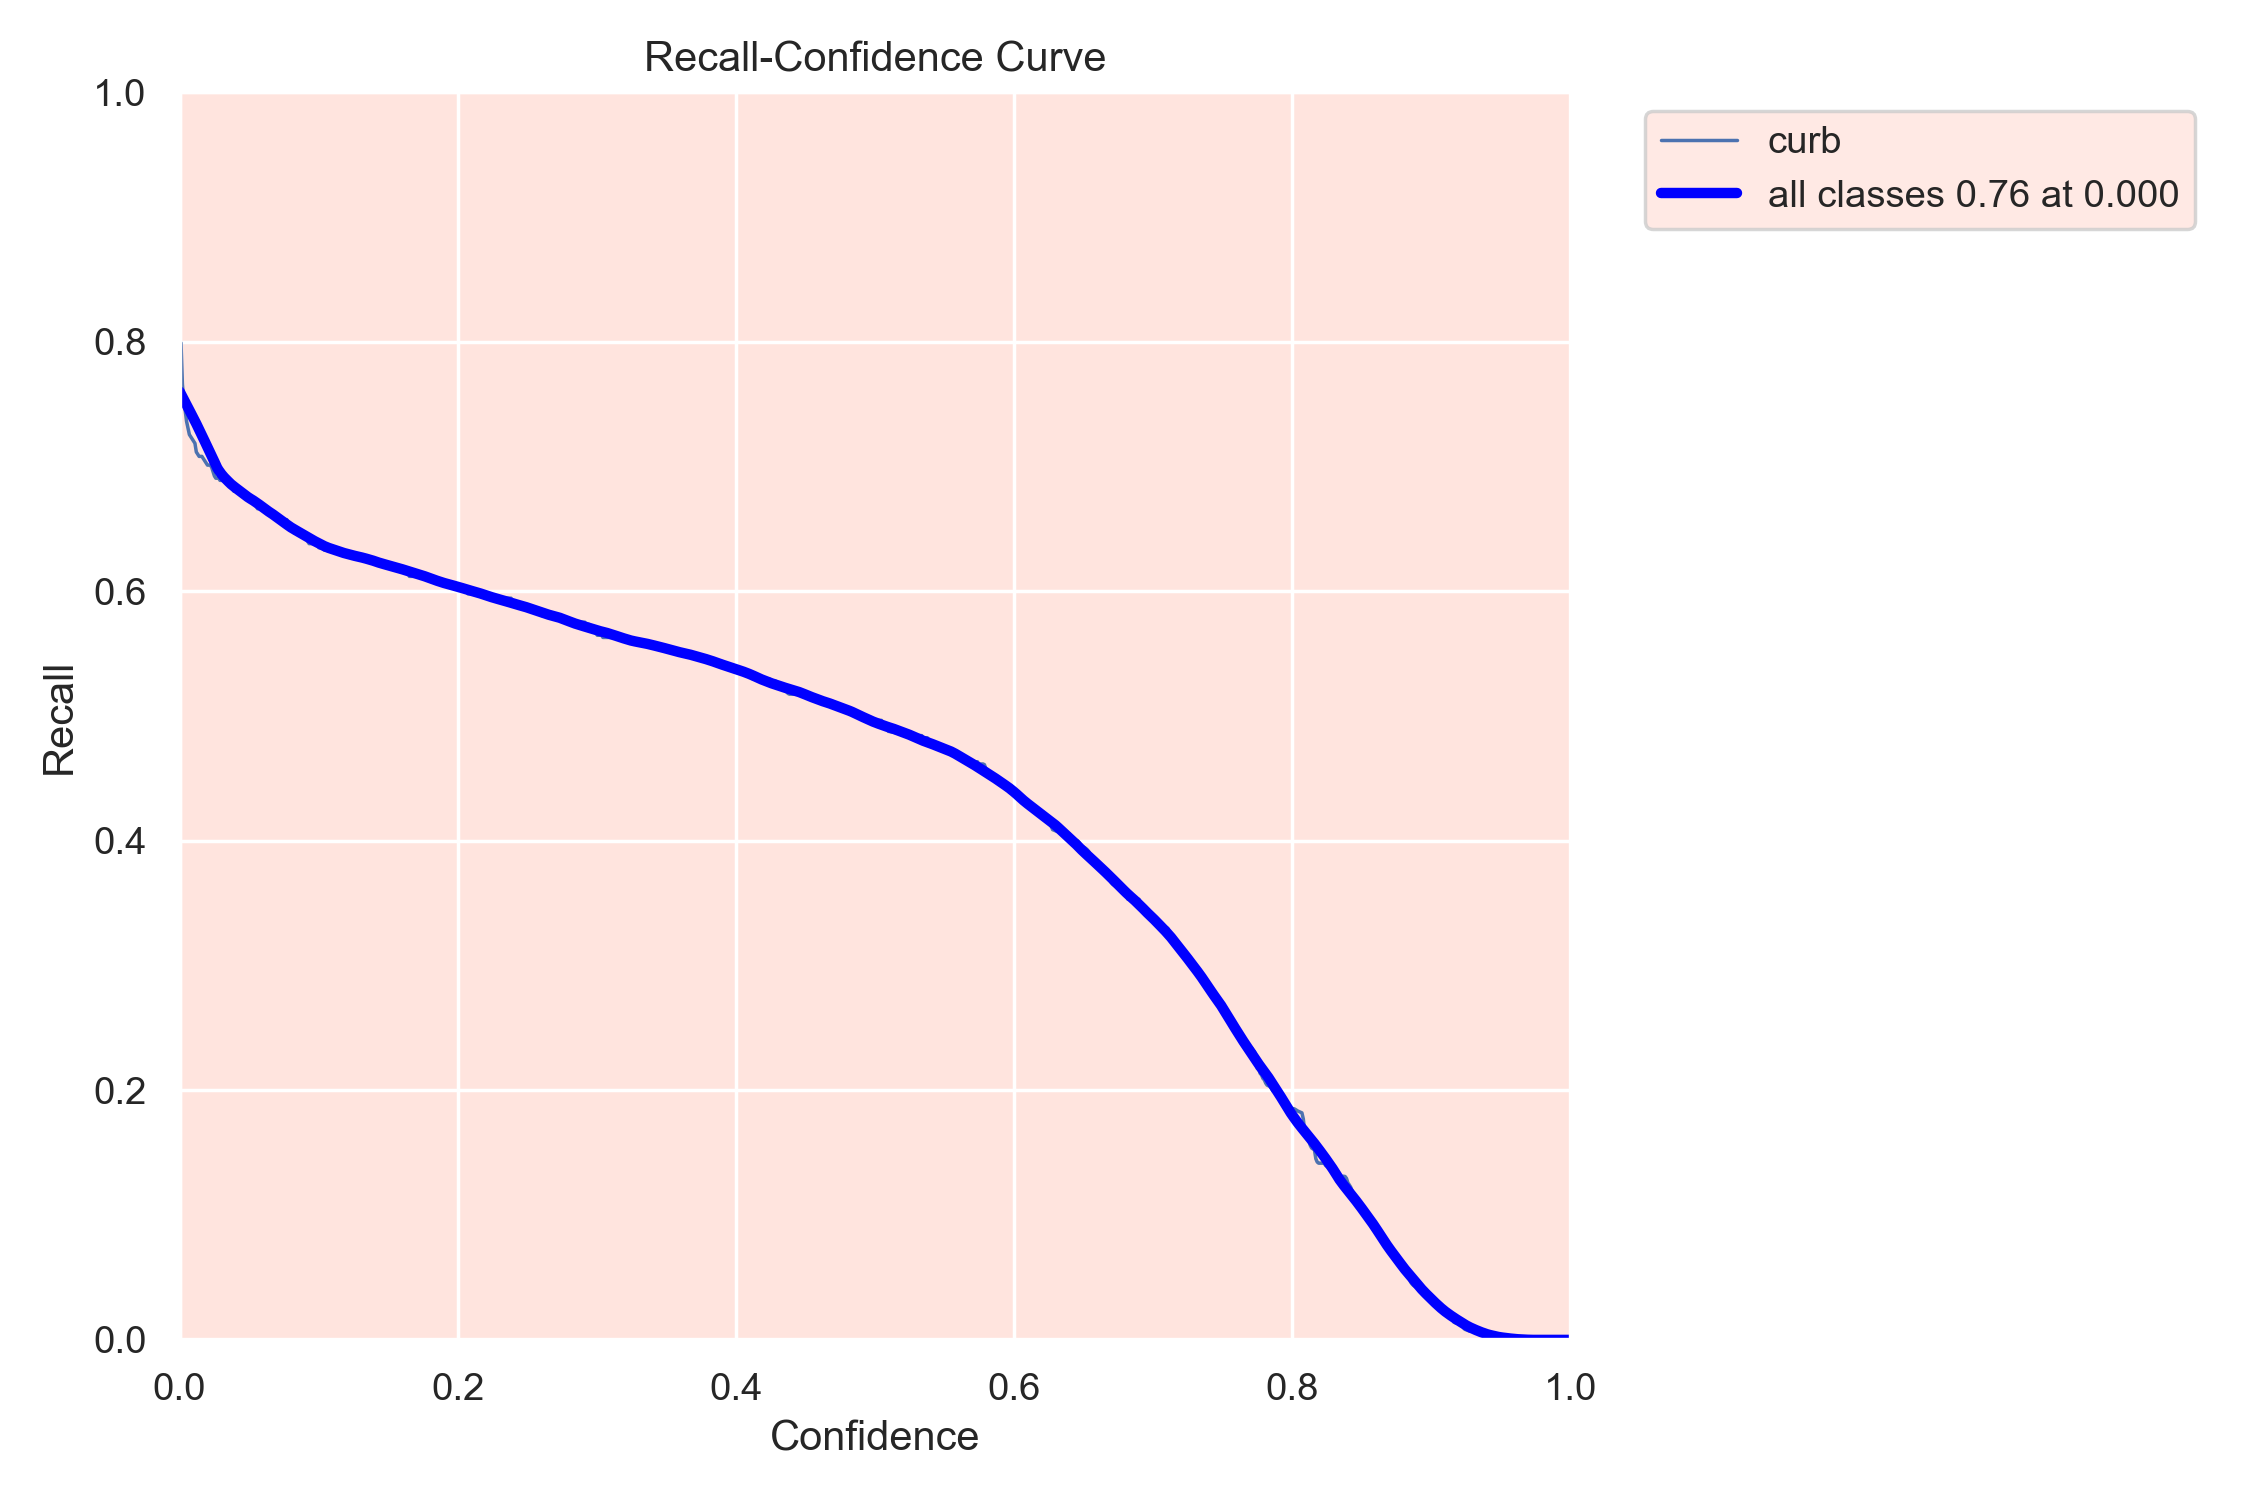 Recall-Confidence Curve
1.0
0.8
0.6
0.4
0.2
0.0
Recall
0.0 0.2 0.4 0.6 0.8 1.0
Confidence
curb
all classes 0.76 at 0.000